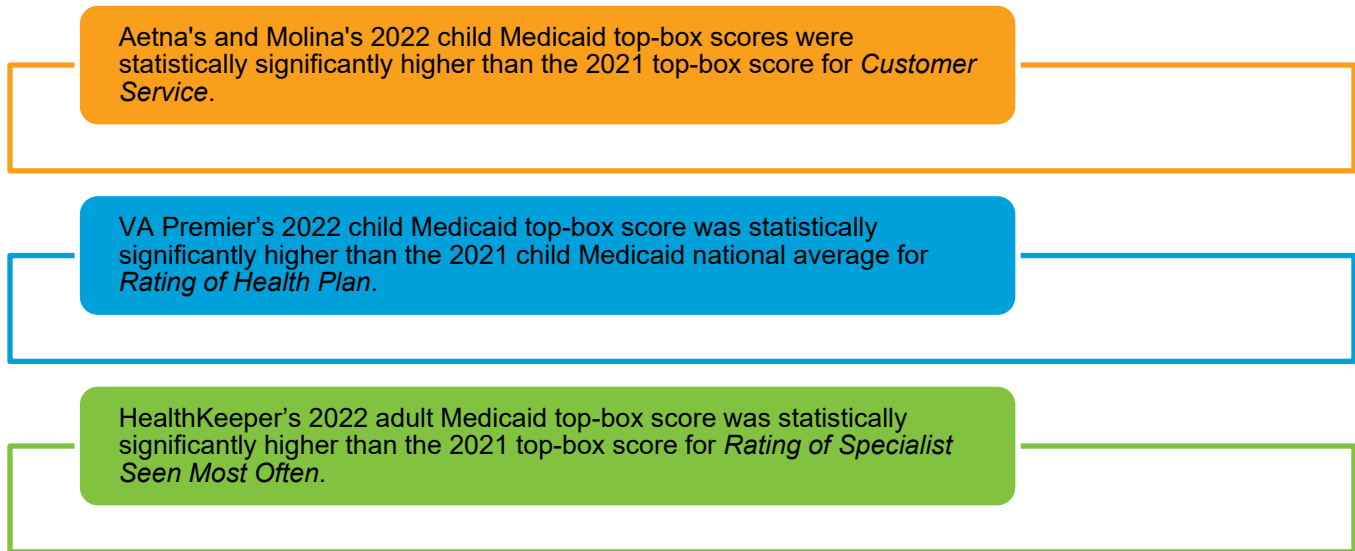 Aetna's and Molina's 2022 child Medicaid top-box scores were
statistically significantly higher than the 2021 top-box score for Customer
Service.
VA Premier’s 2022 child Medicaid top-box score was statistically
significantly higher than the 2021 child Medicaid national average for
Rating of Health Plan.
HealthKeeper’s 2022 adult Medicaid top-box score was statistically
significantly higher than the 2021 top-box score for Rating of Specialist
Seen Most Often.